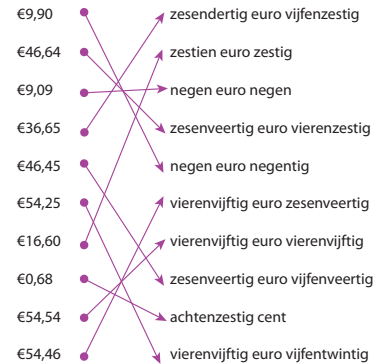 €9,90 zesendertig euro vijfenzestig
€46,64 zestien euro zestig
€9,09 negen euro negen
€36,65 zesenveertig euro vierenzestig
€46,45 negen euro negentig
€54,25 vierenvijftig euro zesenveertig
€16,60 vierenvijftig euro vierenvijftig
€0,68 zesenveertig euro vijfenveertig
€54,54 achtenzestig cent
€54,46 vierenvijftig euro vijfentwintig